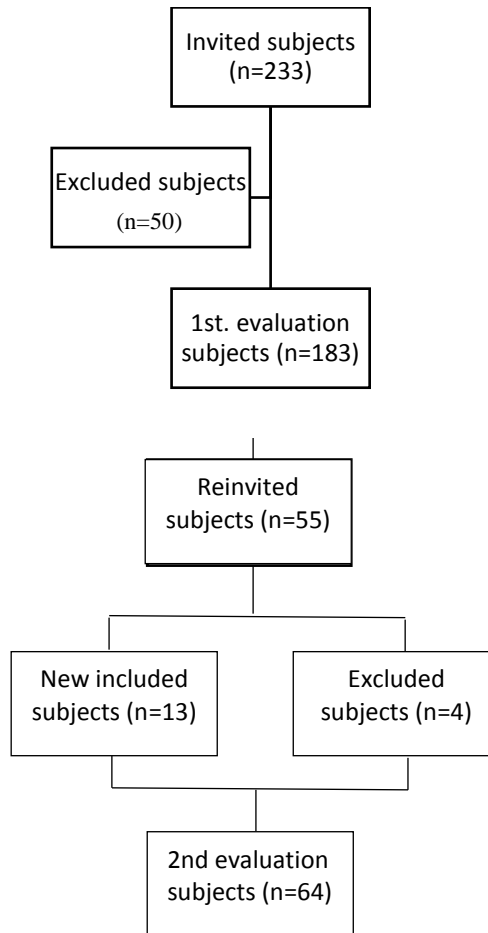 Invited subjects
(n=233)
Excluded subjects
(n=50)
1st. evaluation
subjects (n=183)
Reinvited
subjects (n=55)
New included
subjects (n=13)
Excluded
subjects (n=4)
2nd evaluation
subjects (n=64)